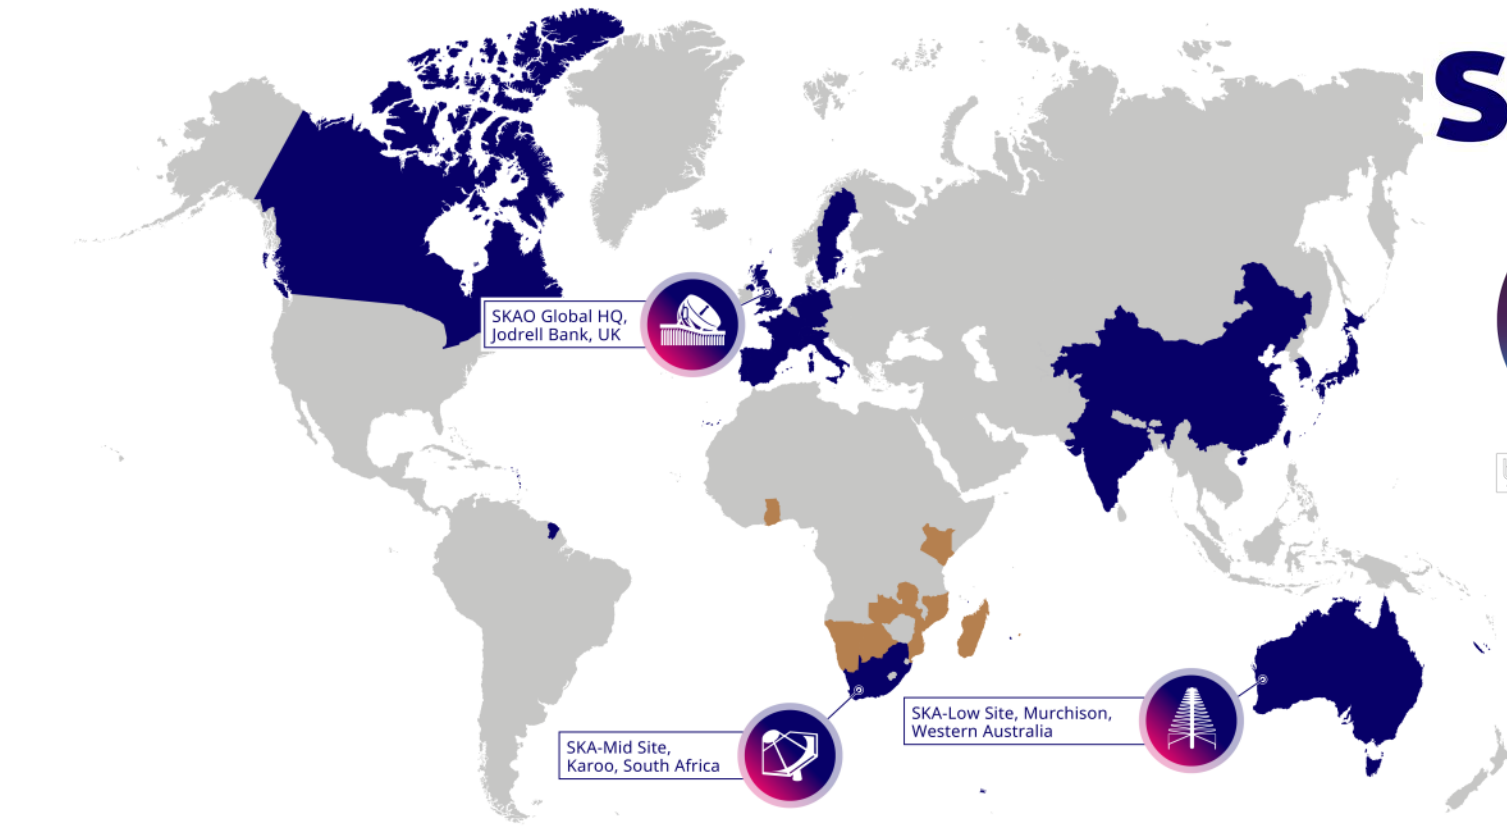 S
SKAO Global HQ,
Jodrell Bank, UK
SKA-Mid Site,
Karoo, South Africa
SKA-Low Site, Murchison,
Western Australia